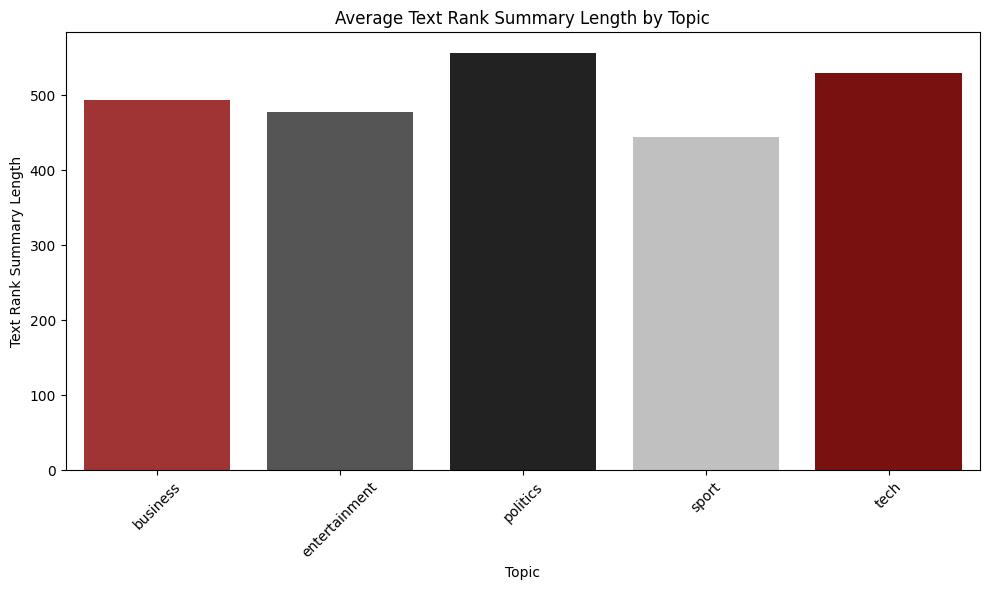 Average Text Rank Summary Length by Topic
Text Rank Summary Length
500
400
300
200
100
0
business
entertainment
politics
sport
tech
Topic